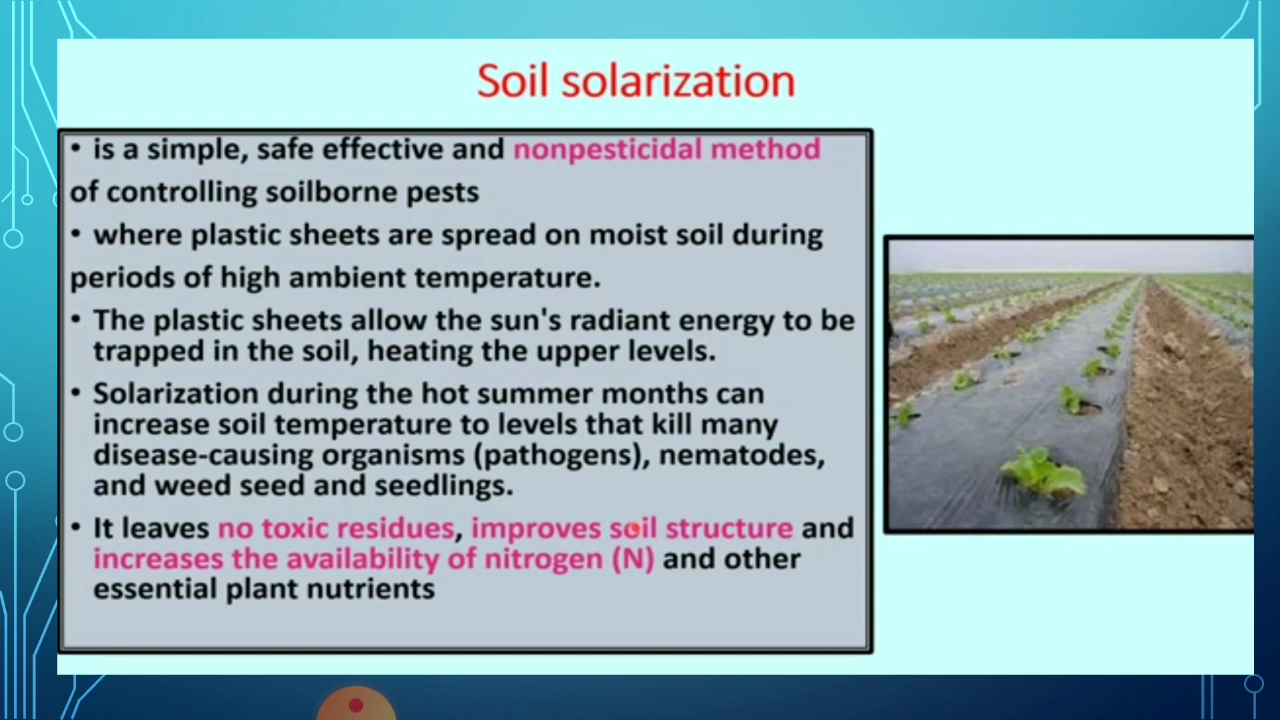 Soil solarization
• is a simple, safe effective and nonpesticidal method
of controlling soilborne pests
• where plastic sheets are spread on moist soil during
periods of high ambient temperature.
• The plastic sheets allow the sun's radiant energy to be
trapped in the soil, heating the upper levels.
• Solarization during the hot summer months can
increase soil temperature to levels that kill many
disease-causing organisms (pathogens), nematodes,
and weed seed and seedlings.
• It leaves no toxic residues, improves soil structure and
increases the availability of nitrogen (N) and other
essential plant nutrients